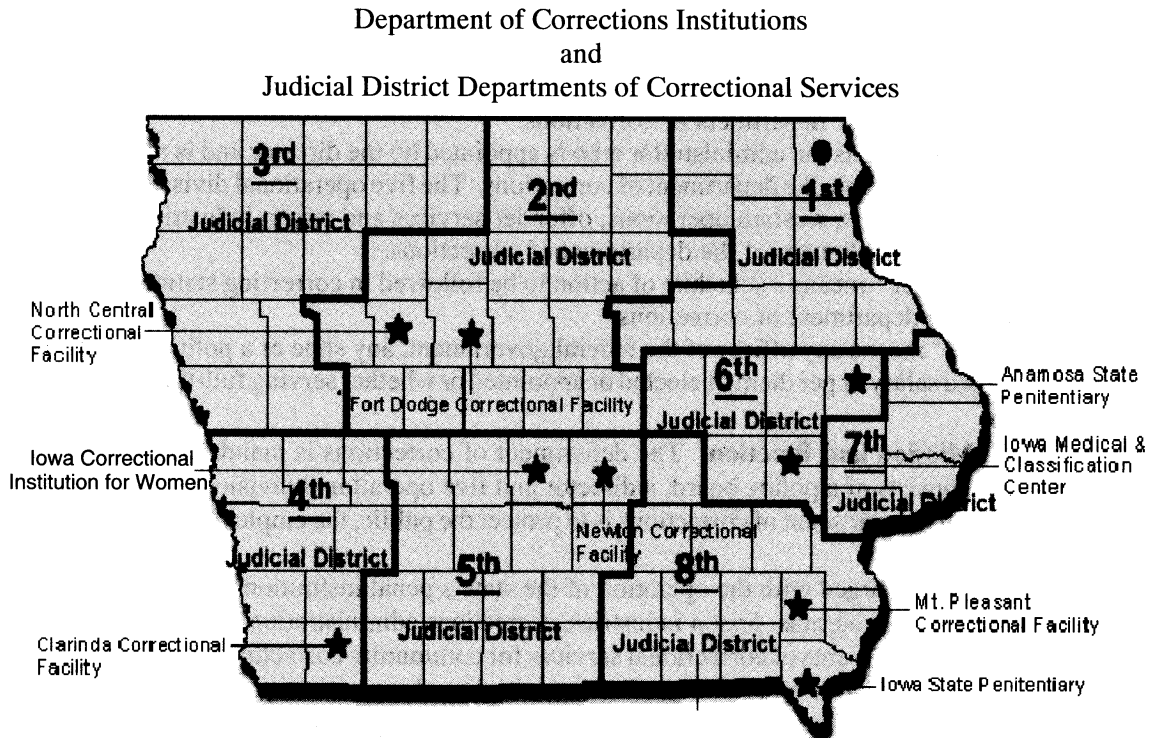 Department of Corrections Institutions
and
Judicial District Departments of Correctional Services
3rd
Judicial District
2nd
Judicial District
1st
Judicial District
North Central
Correctional
Facility
Fort Dodge Correctional Facility
6th
Judicial District
Anamosa State
Penitentiary
7th
Judicial District
Iowa Medical &
Classification
Center
Iowa Correctional
Institution for Women
4th
Judicial District
Newton Correctional
Facility
5th
Judicial District
8th
Judicial District
Mt. Pleasant
Correctional Facility
Clarinda Correctional
Facility
Iowa State Penitentiary